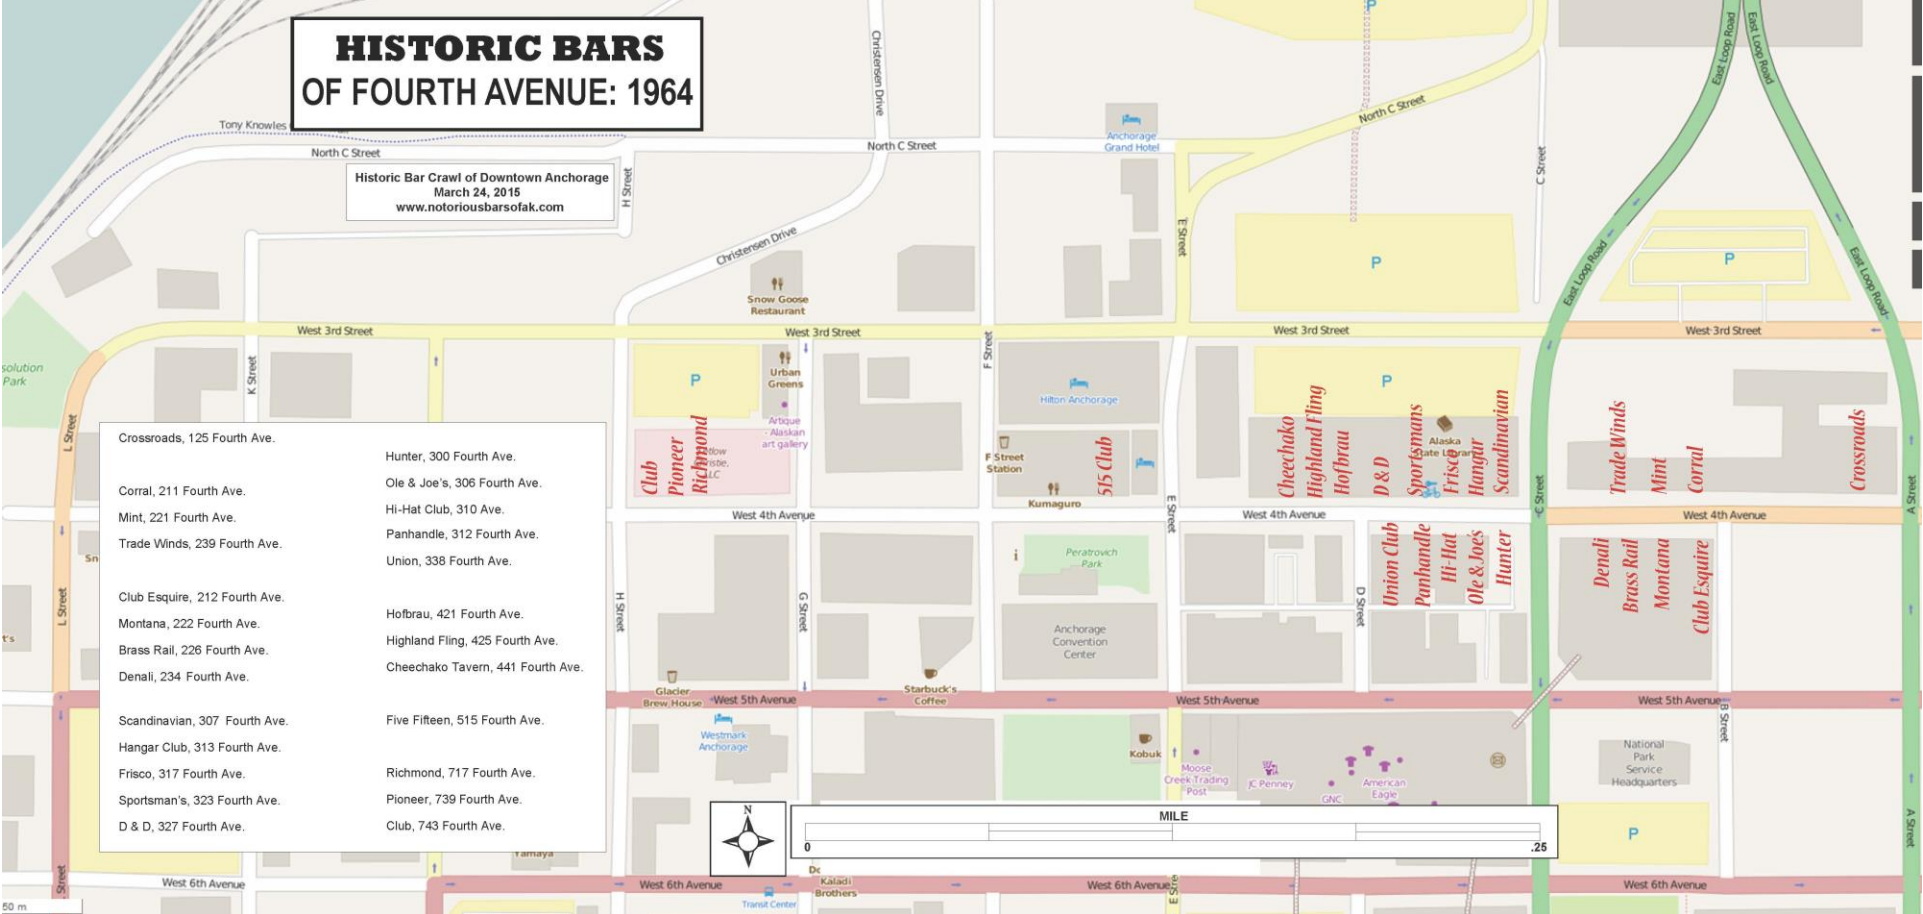 HISTORIC BARS
OF FOURTH AVENUE: 1964
Historic Bar Crawl of Downtown Anchorage
March 24, 2015
www.notoriousbarsofak.com
Tony Knowles
North C Street
H Street
Christensen Drive
Christensen Drive
North C Street
Anchorage
Grand Hotel
North C Street
P
P
C Street
E Street
East Loop Road
East Loop Road
East Loop Road
East Loop Road
P
Snow Goose
Restaurant
West 3rd Street
West 3rd Street
West 3rd Street
West 3rd Street
solution
Park
K Street
L Street
F Street
P
Urban
Greens
Artique
- Alaskan
art gallery
Hilton Anchorage
P
Alaska
State Library
F Street
Station
Kumaguro
Club
Pioneer
Richmond
515 Club
Cheechako
Highland Fling
Hofbrau
D & D
Sportsmans
Frisco
Hangar
Scandinavian
Trade Winds
Mint
Corral
Crossroads
LC
E Street
C Street
A Street
West 4th Avenue
West 4th Avenue
West 4th Avenue
Union Club
Panhandle
Hi-Hat
Ole & Joe's
Hunter
Denali
Brass Rail
Montana
Club Esquire
Peratrovich
Park
Anchorage
Convention
Center
L Street
H Street
G Street
D Street
Sn
t's
Crossroads, 125 Fourth Ave.
Corral, 211 Fourth Ave.
Mint, 221 Fourth Ave.
Trade Winds, 239 Fourth Ave.
Club Esquire, 212 Fourth Ave.
Montana, 222 Fourth Ave.
Brass Rail, 226 Fourth Ave.
Denali, 234 Fourth Ave.
Scandinavian, 307 Fourth Ave.
Hangar Club, 313 Fourth Ave.
Frisco, 317 Fourth Ave.
Sportsman's, 323 Fourth Ave.
D & D, 327 Fourth Ave.
Hunter, 300 Fourth Ave.
Ole & Joe's, 306 Fourth Ave.
Hi-Hat Club, 310 Ave.
Panhandle, 312 Fourth Ave.
Union, 338 Fourth Ave.
Hofbrau, 421 Fourth Ave.
Highland Fling, 425 Fourth Ave.
Cheechako Tavern, 441 Fourth Ave.
Five Fifteen, 515 Fourth Ave.
Richmond, 717 Fourth Ave.
Pioneer, 739 Fourth Ave.
Club, 743 Fourth Ave.
Glacier
Brew House
West 5th Avenue
Starbuck's
Coffee
West 5th Avenue
West 5th Avenue
B Street
Westmark
Anchorage
Kobuk
Moose
Creek Trading
Post
JC Penney
GNC
American
Eagle
National
Park
Service
Headquarters
P
A Street
N
MILE
0
.25
Yamaya
Kaladi
Brothers
Street
West 6th Avenue
West 6th Avenue
West 6th Avenue
West 6th Avenue
Transit Center
50 m